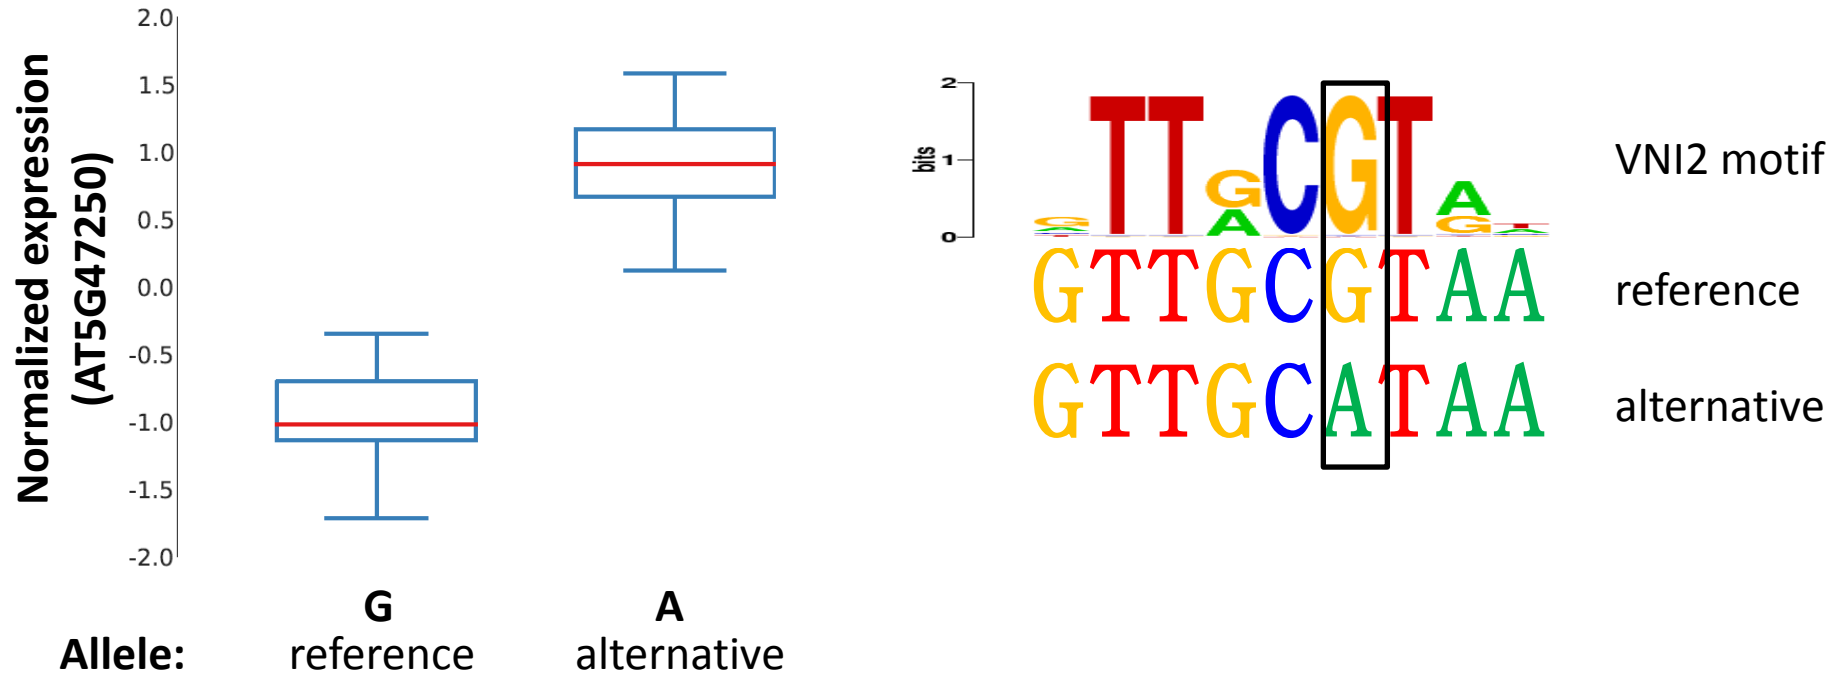 Normalized expression
(AT5G47250)
2.0
1.5
1.0
0.5
0.0
-0.5
-1.0
-1.5
-2.0
G
A
Allele:
reference
alternative
bits
2
1
0
GTTGCGTAA
VNI2 motif
GTTGCGTAA
reference
GTTGCATAA
alternative